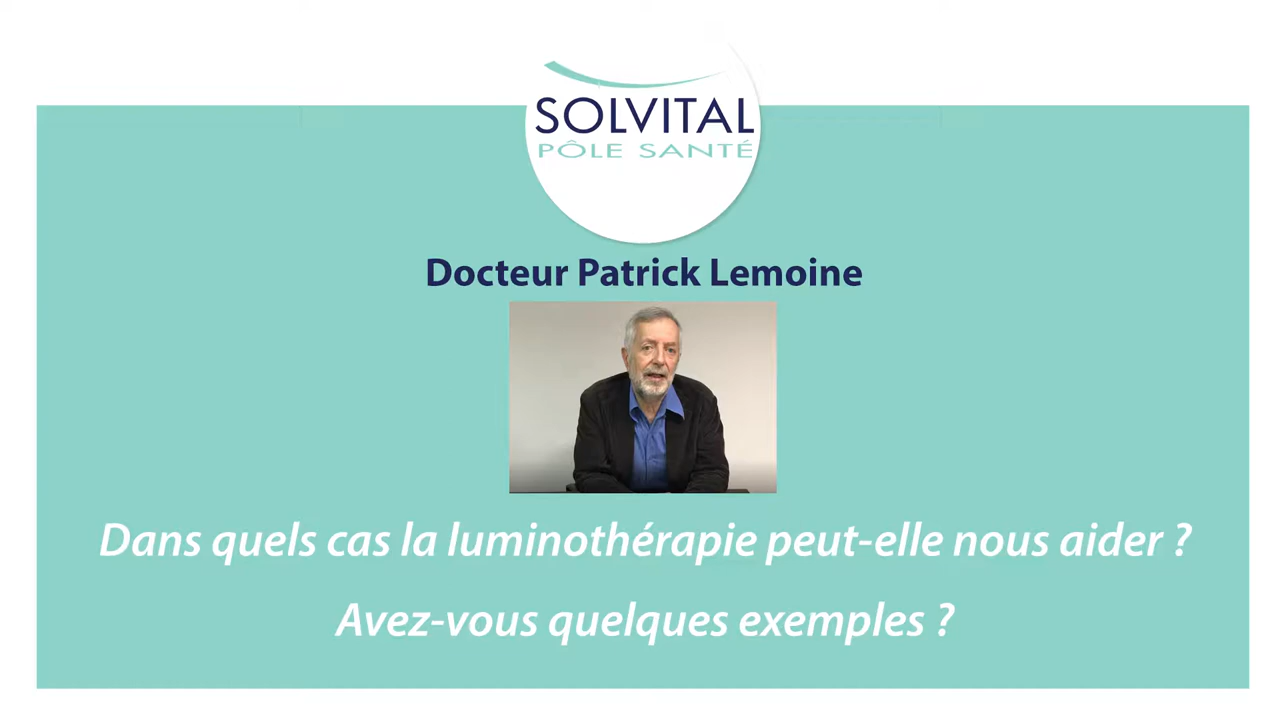 SOLVITAL
PÔLE SANTÉ
Docteur Patrick Lemoine
Dans quels cas la luminothérapie peut-elle nous aider ?
Avez-vous quelques exemples ?